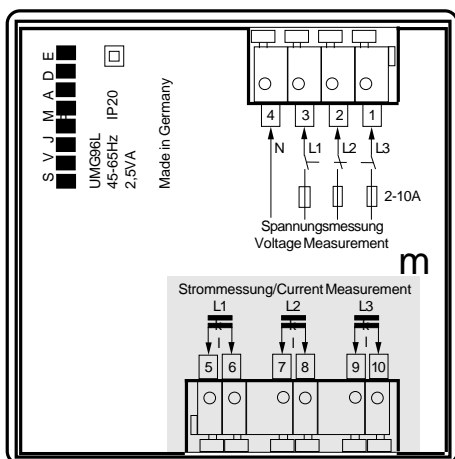 S V J M A D E
UMG96L
45-65Hz IP20
2,5VA
Made in Germany
4 3 2 1
N L1 L2 L3
2-10A
Spannungsmessung
Voltage Measurement
m
Strommessung/Current Measurement
L1 L2 L3
k k k
l l l
5 6 7 8 9 10